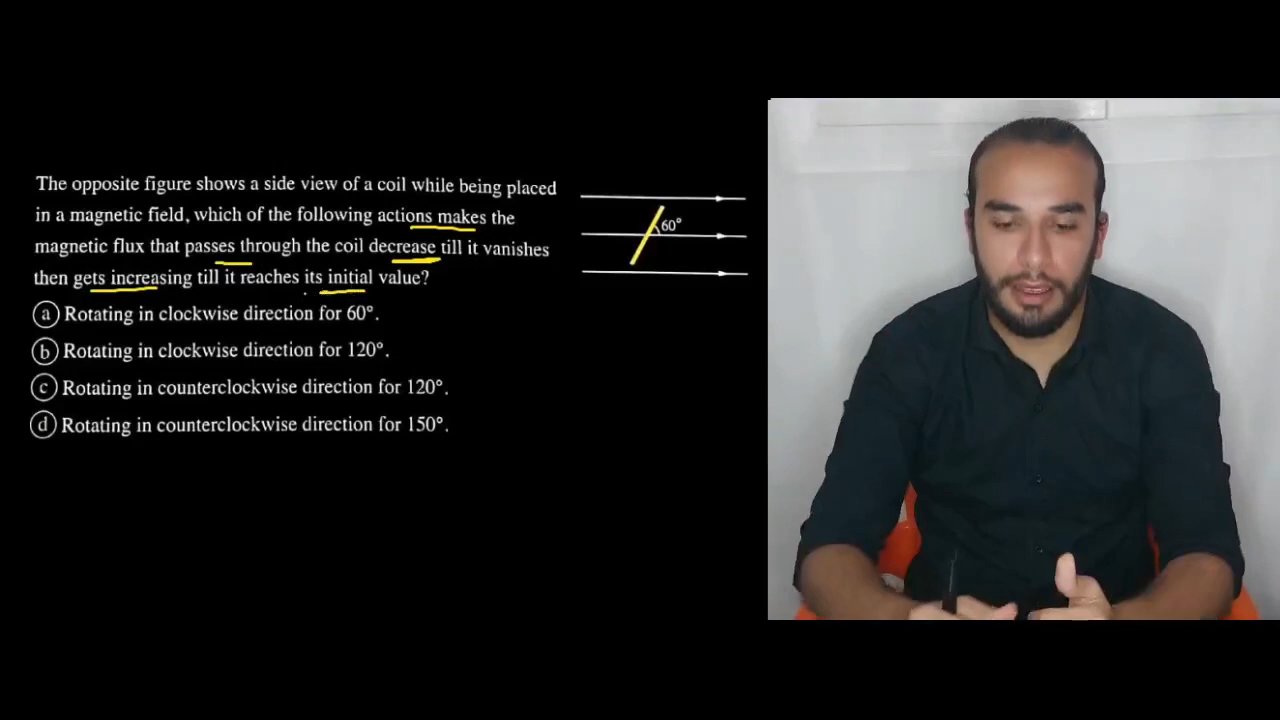 The opposite figure shows a side view of a coil while being placed
in a magnetic field, which of the following actions makes the
magnetic flux that passes through the coil decrease till it vanishes
then gets increasing till it reaches its initial value?
a Rotating in clockwise direction for 60°.
b Rotating in clockwise direction for 120°.
c Rotating in counterclockwise direction for 120°.
d Rotating in counterclockwise direction for 150°.
60°